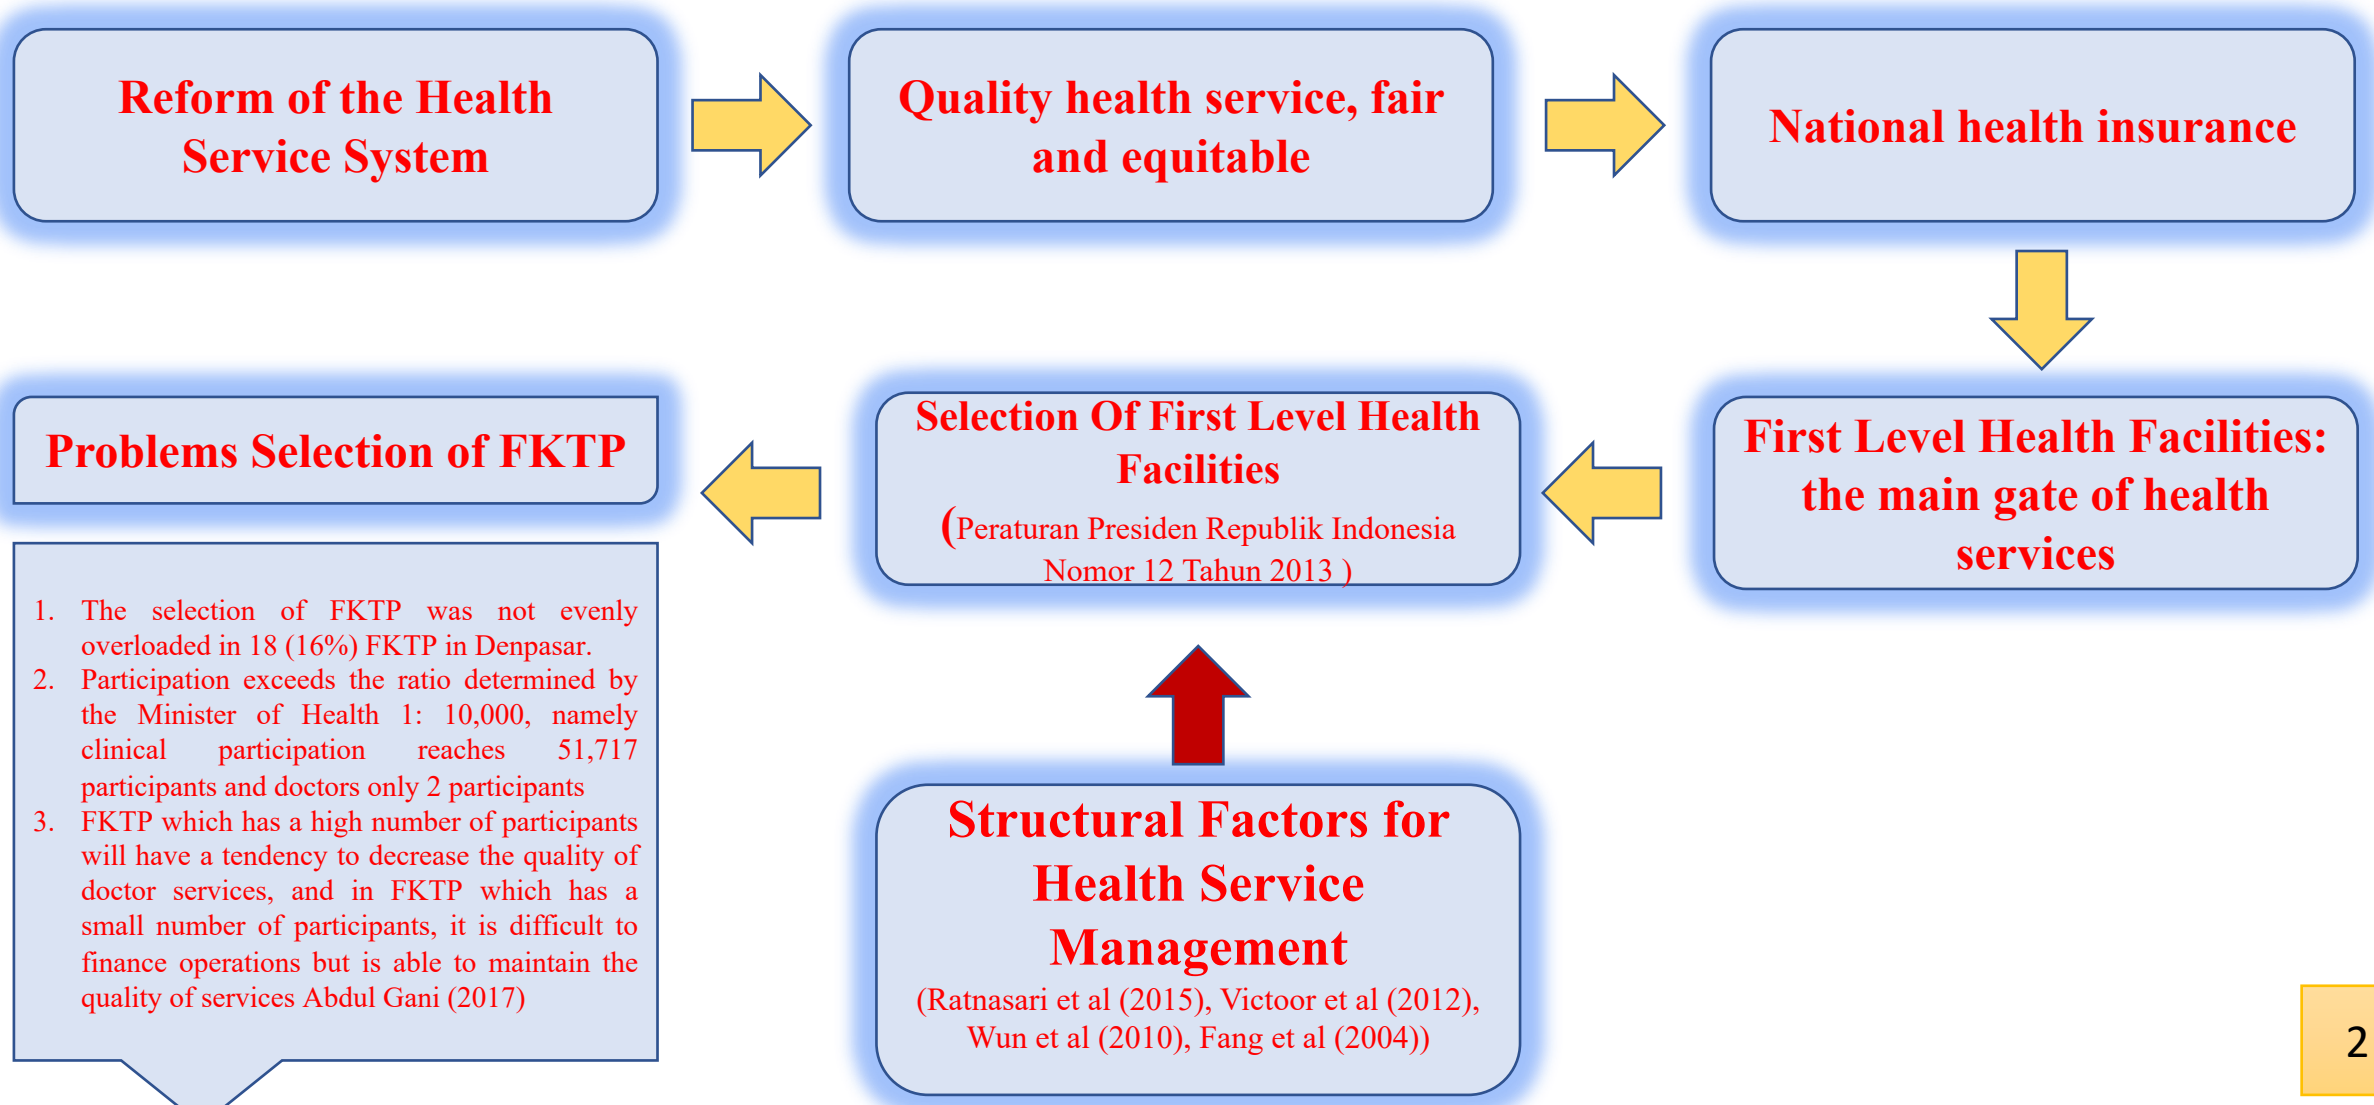 Reform of the Health
Service System
Quality health service, fair
and equitable
National health insurance
First Level Health Facilities:
the main gate of health
services
Selection Of First Level Health
Facilities
(Peraturan Presiden Republik Indonesia
Nomor 12 Tahun 2013 )
Problems Selection of FKTP
1. The selection of FKTP was not evenly
overloaded in 18 (16%) FKTP in Denpasar.
2. Participation exceeds the ratio determined by
the Minister of Health 1: 10,000, namely
clinical participation reaches 51,717
participants and doctors only 2 participants
3. FKTP which has a high number of participants
will have a tendency to decrease the quality of
doctor services, and in FKTP which has a
small number of participants, it is difficult to
finance operations but is able to maintain the
quality of services Abdul Gani (2017)
Structural Factors for
Health Service
Management
(Ratnasari et al (2015), Victoor et al (2012),
Wun et al (2010), Fang et al (2004))
2